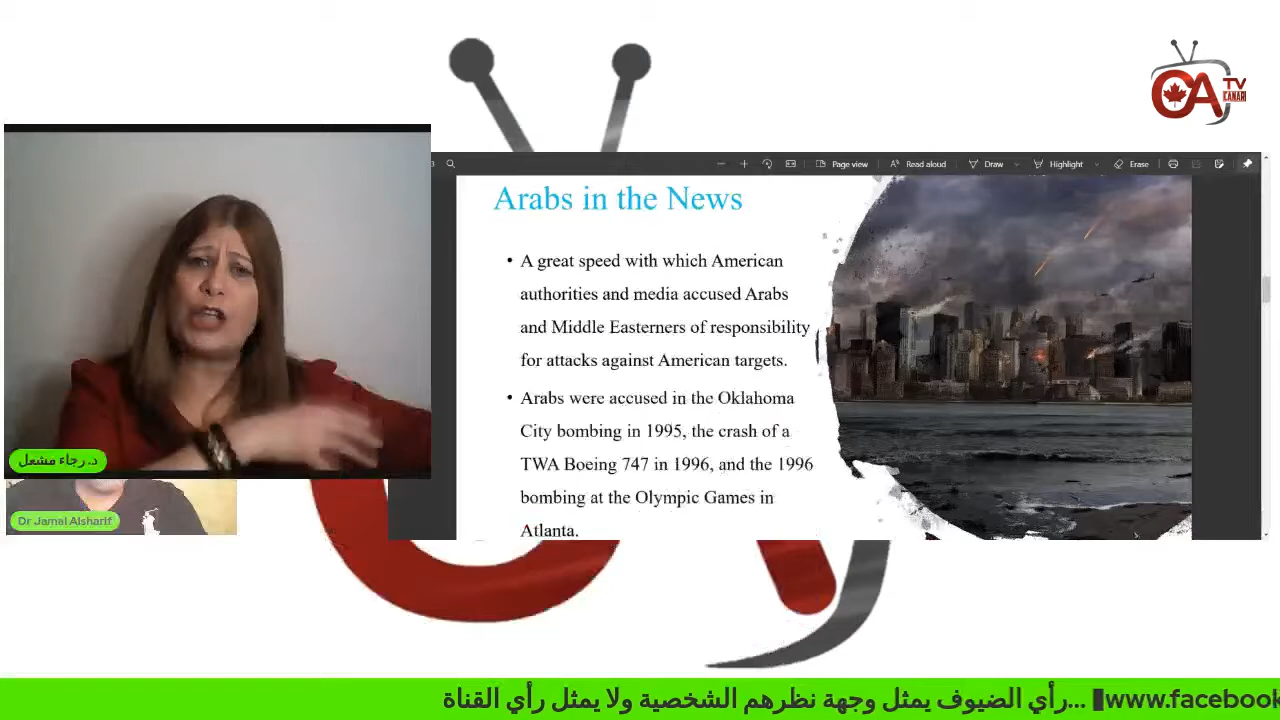 CA TV
CANARI
Page view
Read aloud
Draw
Highlight
Erase
Arabs in the News
• A great speed with which American
authorities and media accused Arabs
and Middle Easterners of responsibility
for attacks against American targets.
• Arabs were accused in the Oklahoma
City bombing in 1995, the crash of a
TWA Boeing 747 in 1996, and the 1996
bombing at the Olympic Games in
Atlanta.
د. رجاء مشعل
Dr Jamal Alsharif
رأي الضيوف يمثل وجهة نظرهم الشخصية ولا يمثل رأي القناة... www.facebook